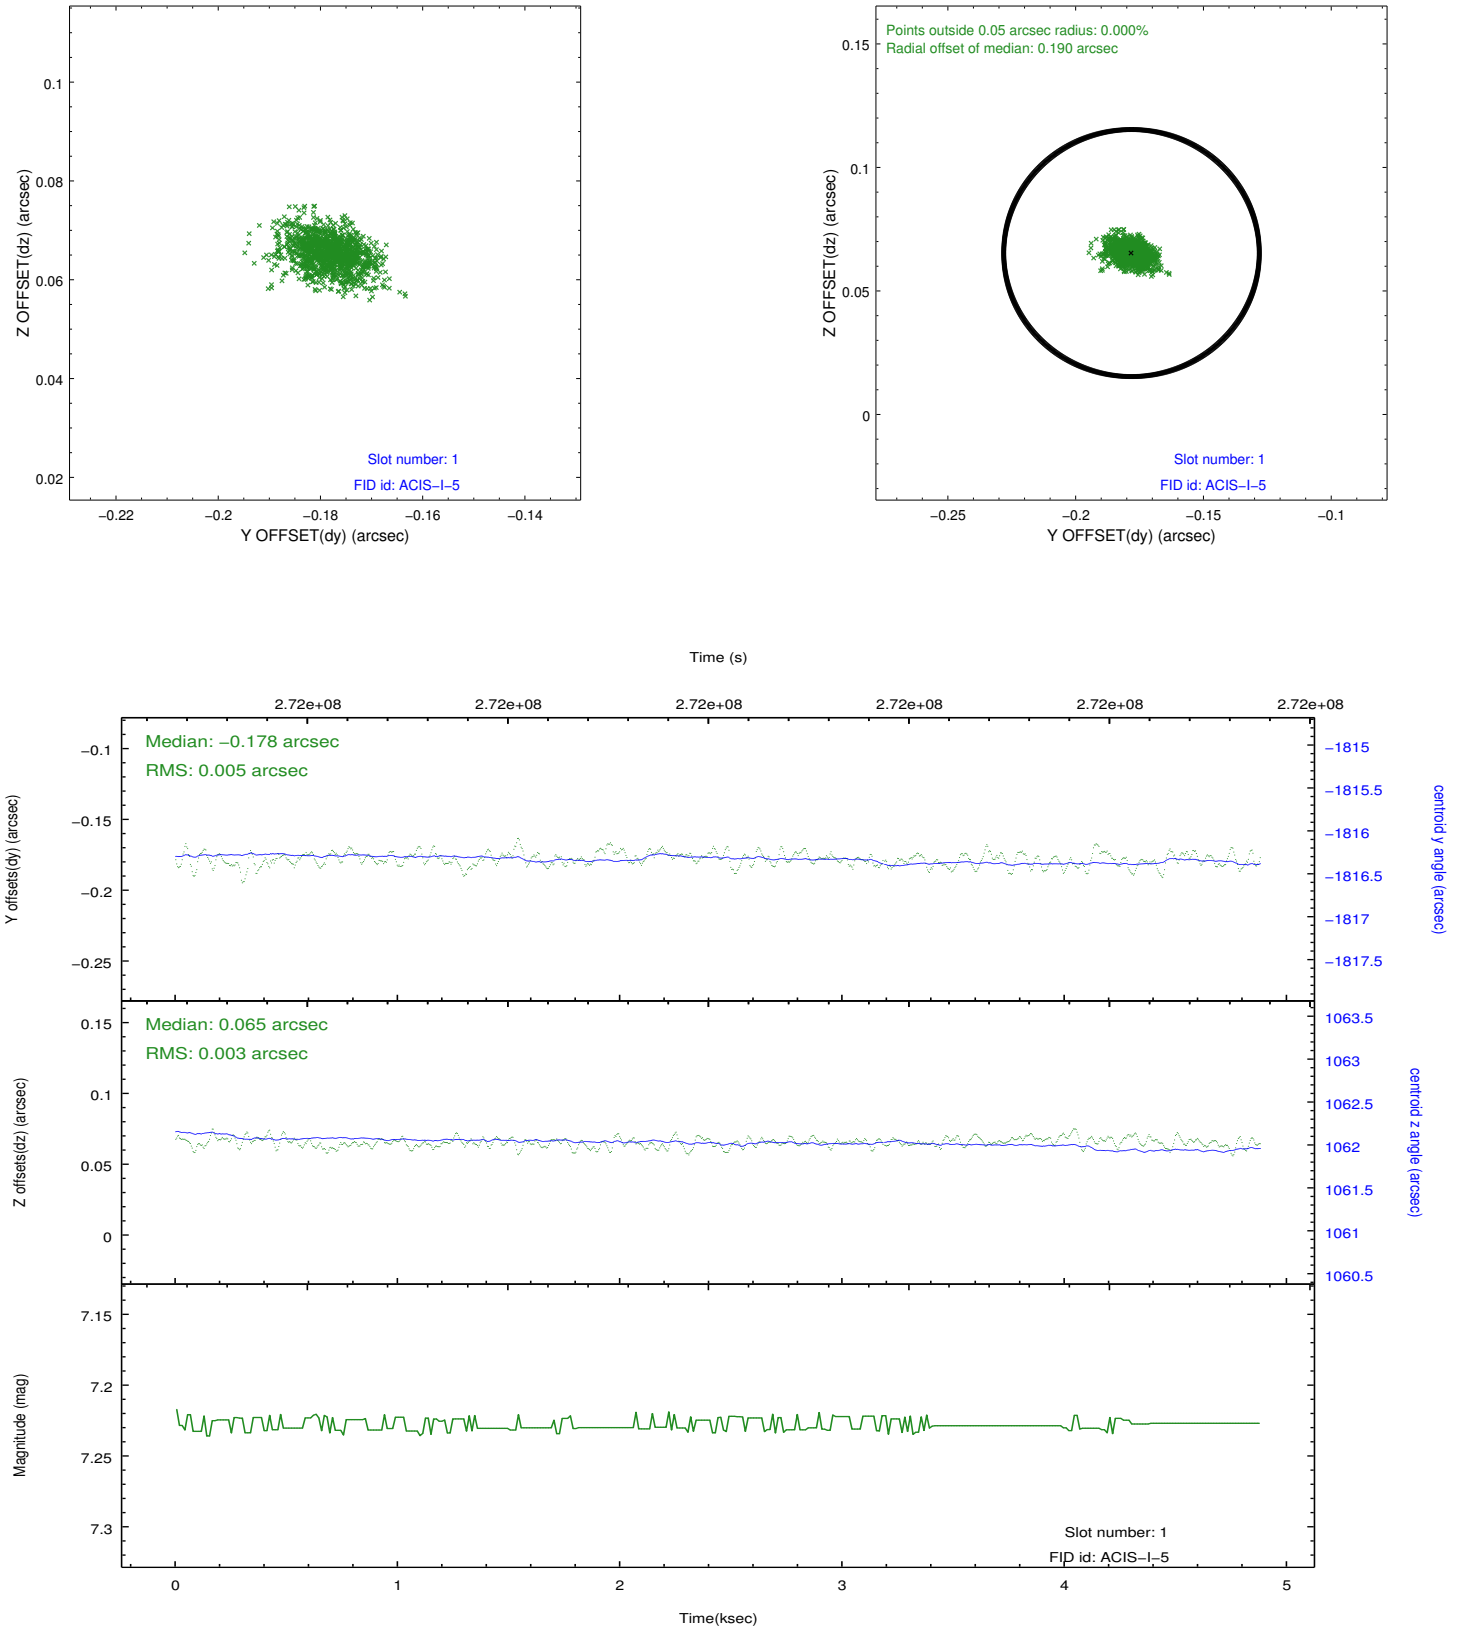 0.1
0.08
0.06
0.04
0.02
Z OFFSET(dz) (arcsec)
Slot number: 1
FID id: ACIS−I−5
−0.22 −0.2 −0.18 −0.16 −0.14
Y OFFSET(dy) (arcsec)
Points outside 0.05 arcsec radius: 0.000%
Radial offset of median: 0.190 arcsec
0.15
0.1
0.05
0
Z OFFSET(dz) (arcsec)
Slot number: 1
FID id: ACIS−I−5
−0.25 −0.2 −0.15 −0.1
Y OFFSET(dy) (arcsec)
Time (s)
2.72e+08 2.72e+08 2.72e+08 2.72e+08 2.72e+08 2.72e+08
Median: −0.178 arcsec
RMS: 0.005 arcsec
−0.1
−0.15
−0.2
−0.25
Y offsets(dy) (arcsec)
−1815
−1815.5
−1816
−1816.5
−1817
−1817.5
centroid y angle (arcsec)
Median: 0.065 arcsec
RMS: 0.003 arcsec
0.15
0.1
0.05
0
Z offsets(dz) (arcsec)
1063.5
1063
1062.5
1062
1061.5
1061
1060.5
centroid z angle (arcsec)
7.15
7.2
7.25
7.3
Magnitude (mag)
Slot number: 1
FID id: ACIS−I−5
0 1 2 3 4 5
Time(ksec)